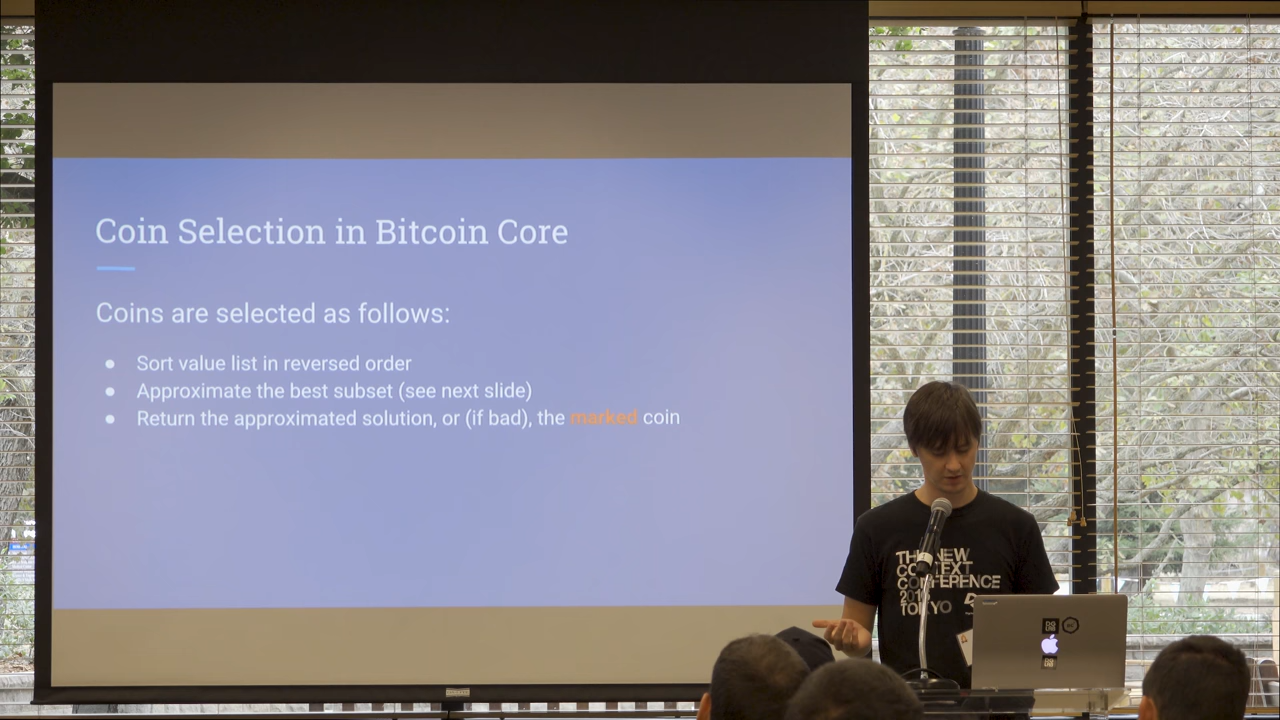 Coin Selection in Bitcoin Core
Coins are selected as follows:
● Sort value list in reversed order
● Approximate the best subset (see next slide)
● Return the approximated solution, or (if bad), the marked coin
THE NEW
CONTEXT
CONFERENCE
TOKYO